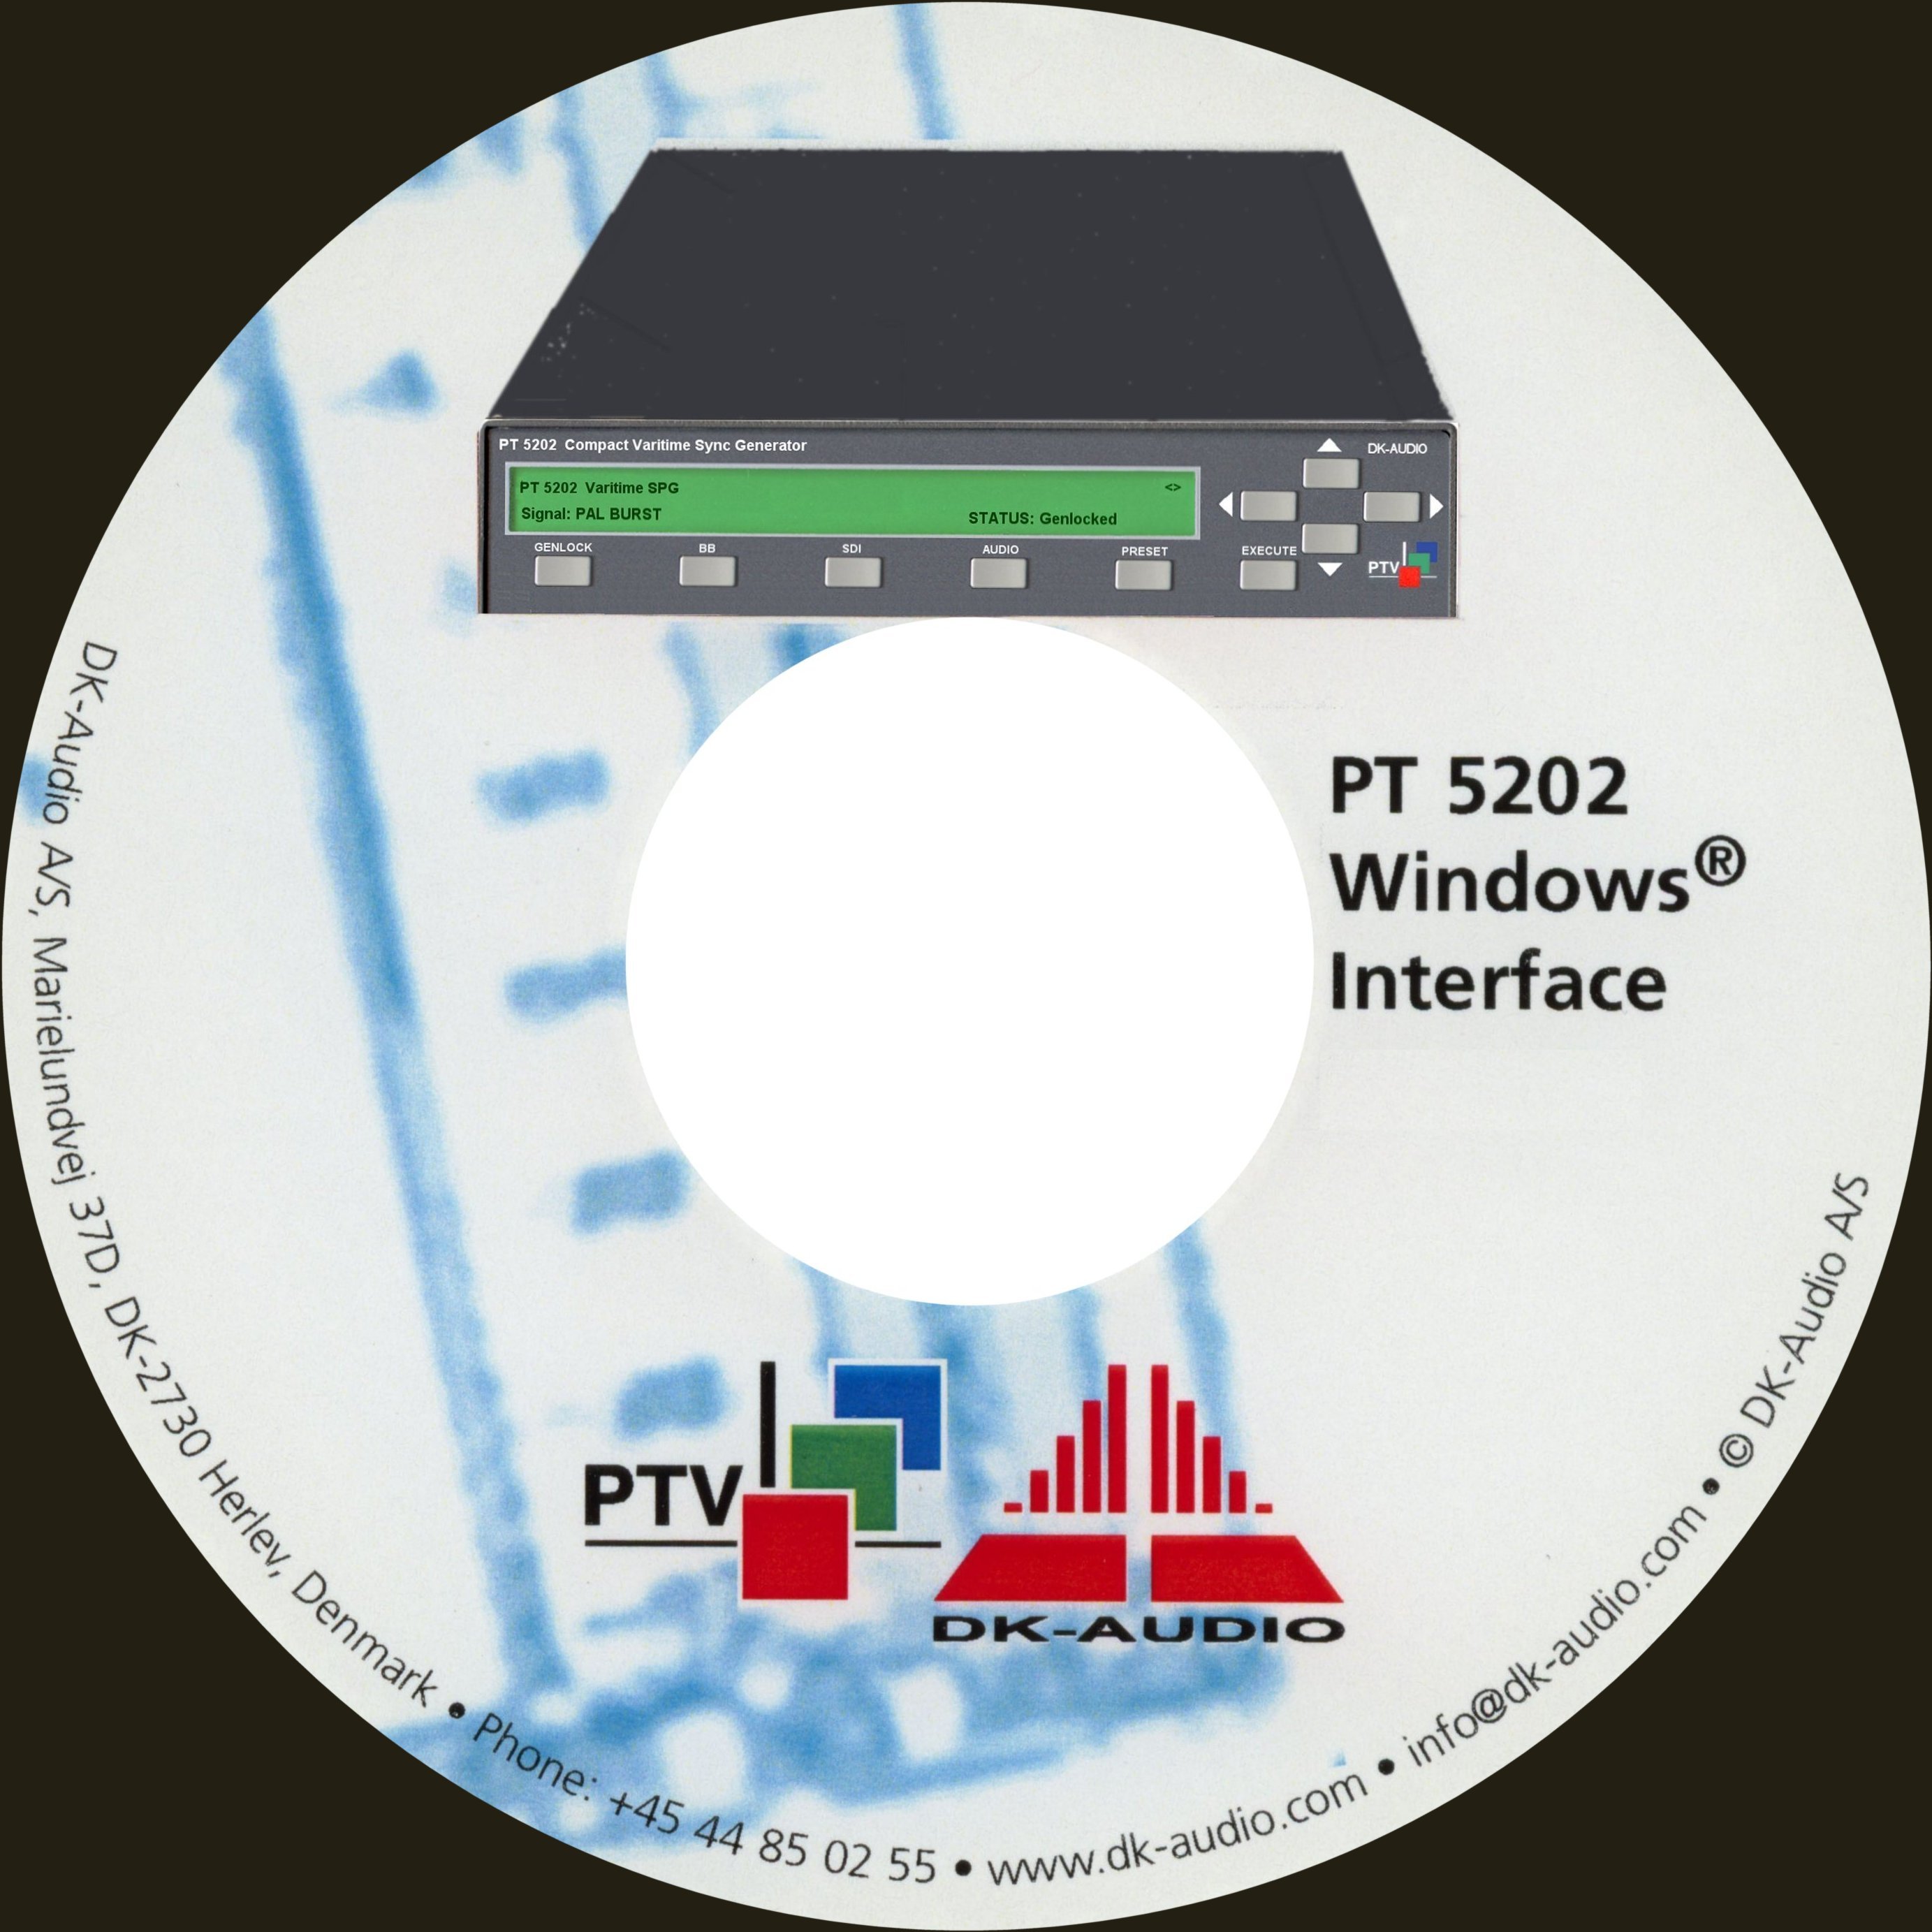 PT 5202 Compact Varitime Sync Generator
DK-AUDIO
PT 5202 Varitime SPG <>
Signal: PAL BURST STATUS: Genlocked
GENLOCK BB SDI AUDIO PRESET EXECUTE
PTV
PT 5202
Windows®
Interface
PTV
DK-AUDIO
DK-Audio A/S, Marielundvej 37D, DK-2730 Herlev, Denmark • Phone: +45 44 85 02 55 • www.dk-audio.com • info@dk-audio.com • © DK-Audio A/S